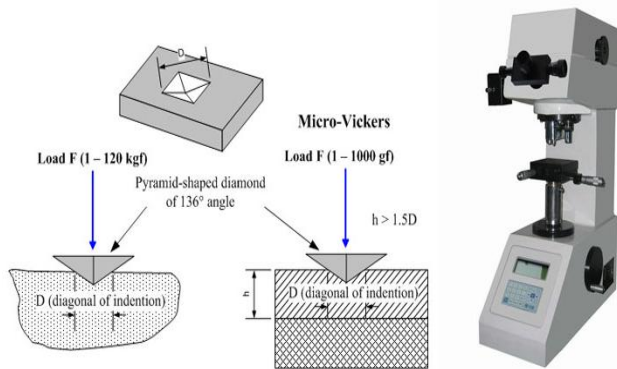 D
Micro-Vickers
Load F (1 – 120 kgf)
Load F (1 – 1000 gf)
Pyramid-shaped diamond
of 136° angle
h > 1.5D
D (diagonal of indention)
h
D (diagonal of indention)